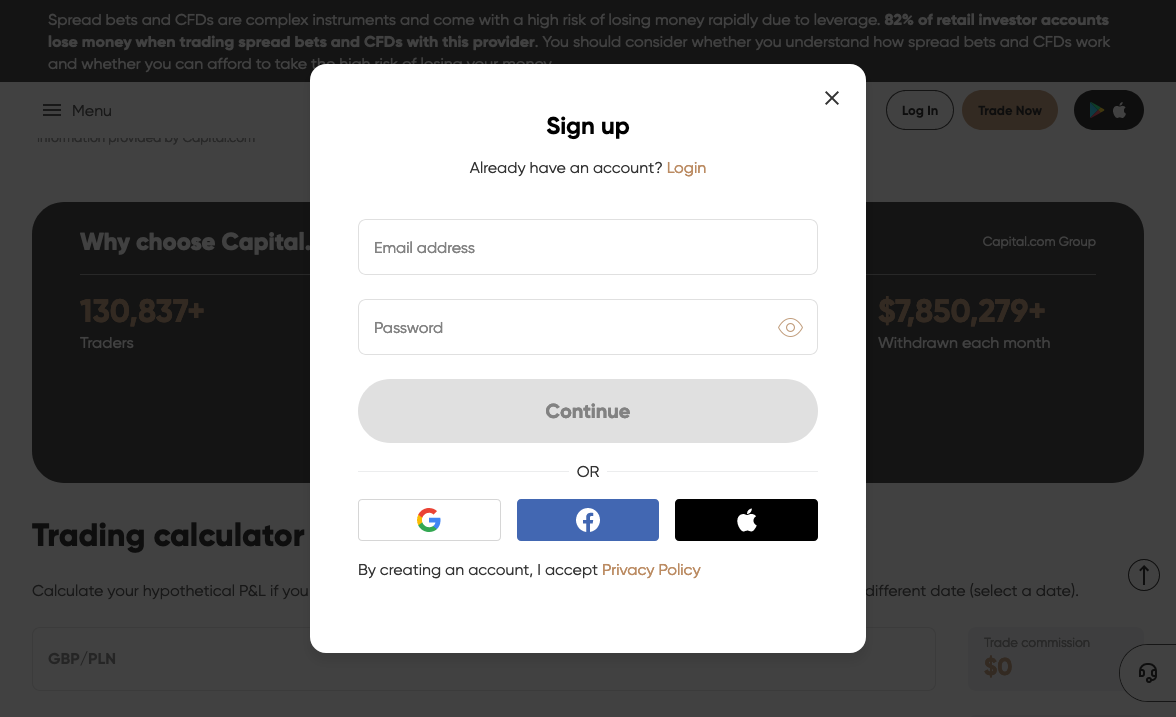 Spread bets and CFDs are complex instruments and come with a high risk of losing money rapidly due to leverage. 82% of retail investor accounts
lose money when trading spread bets and CFDs with this provider. You should consider whether you understand how spread bets and CFDs work
and whether you can afford to take the high risk of losing your money.
Menu
Log In
Trade Now
information provided by Capital.com
Sign up
Already have an account? Login
Email address
Password
Continue
OR
By creating an account, I accept Privacy Policy
Why choose Capital.
Capital.com Group
130,837+
Traders
$7,850,279+
Withdrawn each month
Trading calculator
Calculate your hypothetical P&L if you
different date (select a date).
GBP/PLN
Trade commission
$0